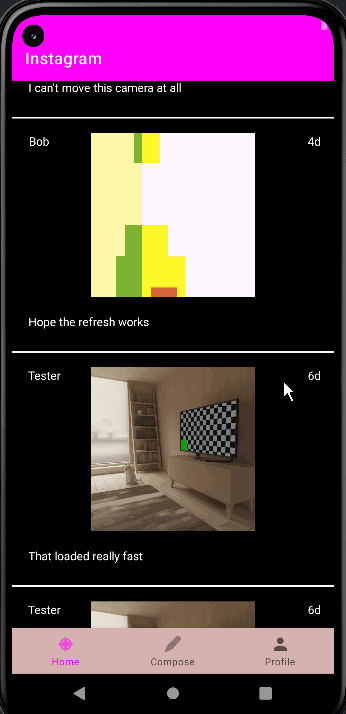 Instagram
I can't move this camera at all
Bob
4d
Hope the refresh works
Tester
6d
That loaded really fast
Tester
6d
Home
Compose
Profile